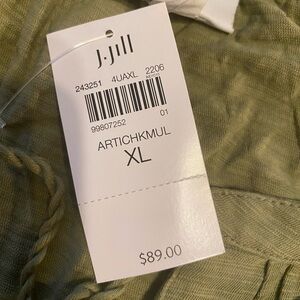 J.Jill
243251 4UAXL 2206
99807252 01
ARTICHKMUL
XL
$89.00